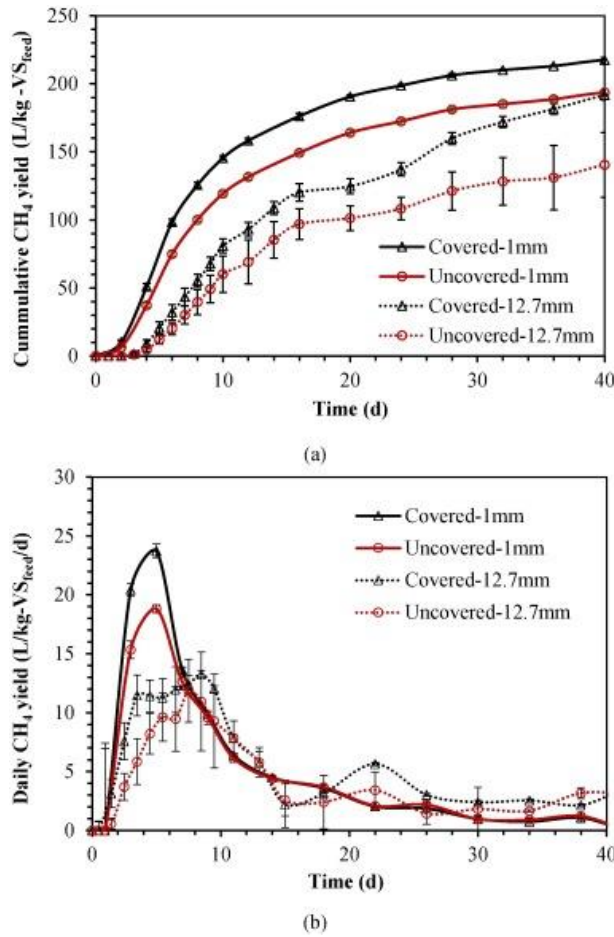 250
200
150
100
50
0
Cummulative CH₄ yield (L/kg -VS_feed)
Covered-1mm
Uncovered-1mm
Covered-12.7mm
Uncovered-12.7mm
0 10 20 30 40
Time (d)
(a)
30
25
20
15
10
5
0
Daily CH₄ yield (L/kg-VS_feed/d)
Covered-1mm
Uncovered-1mm
Covered-12.7mm
Uncovered-12.7mm
0 10 20 30 40
Time (d)
(b)